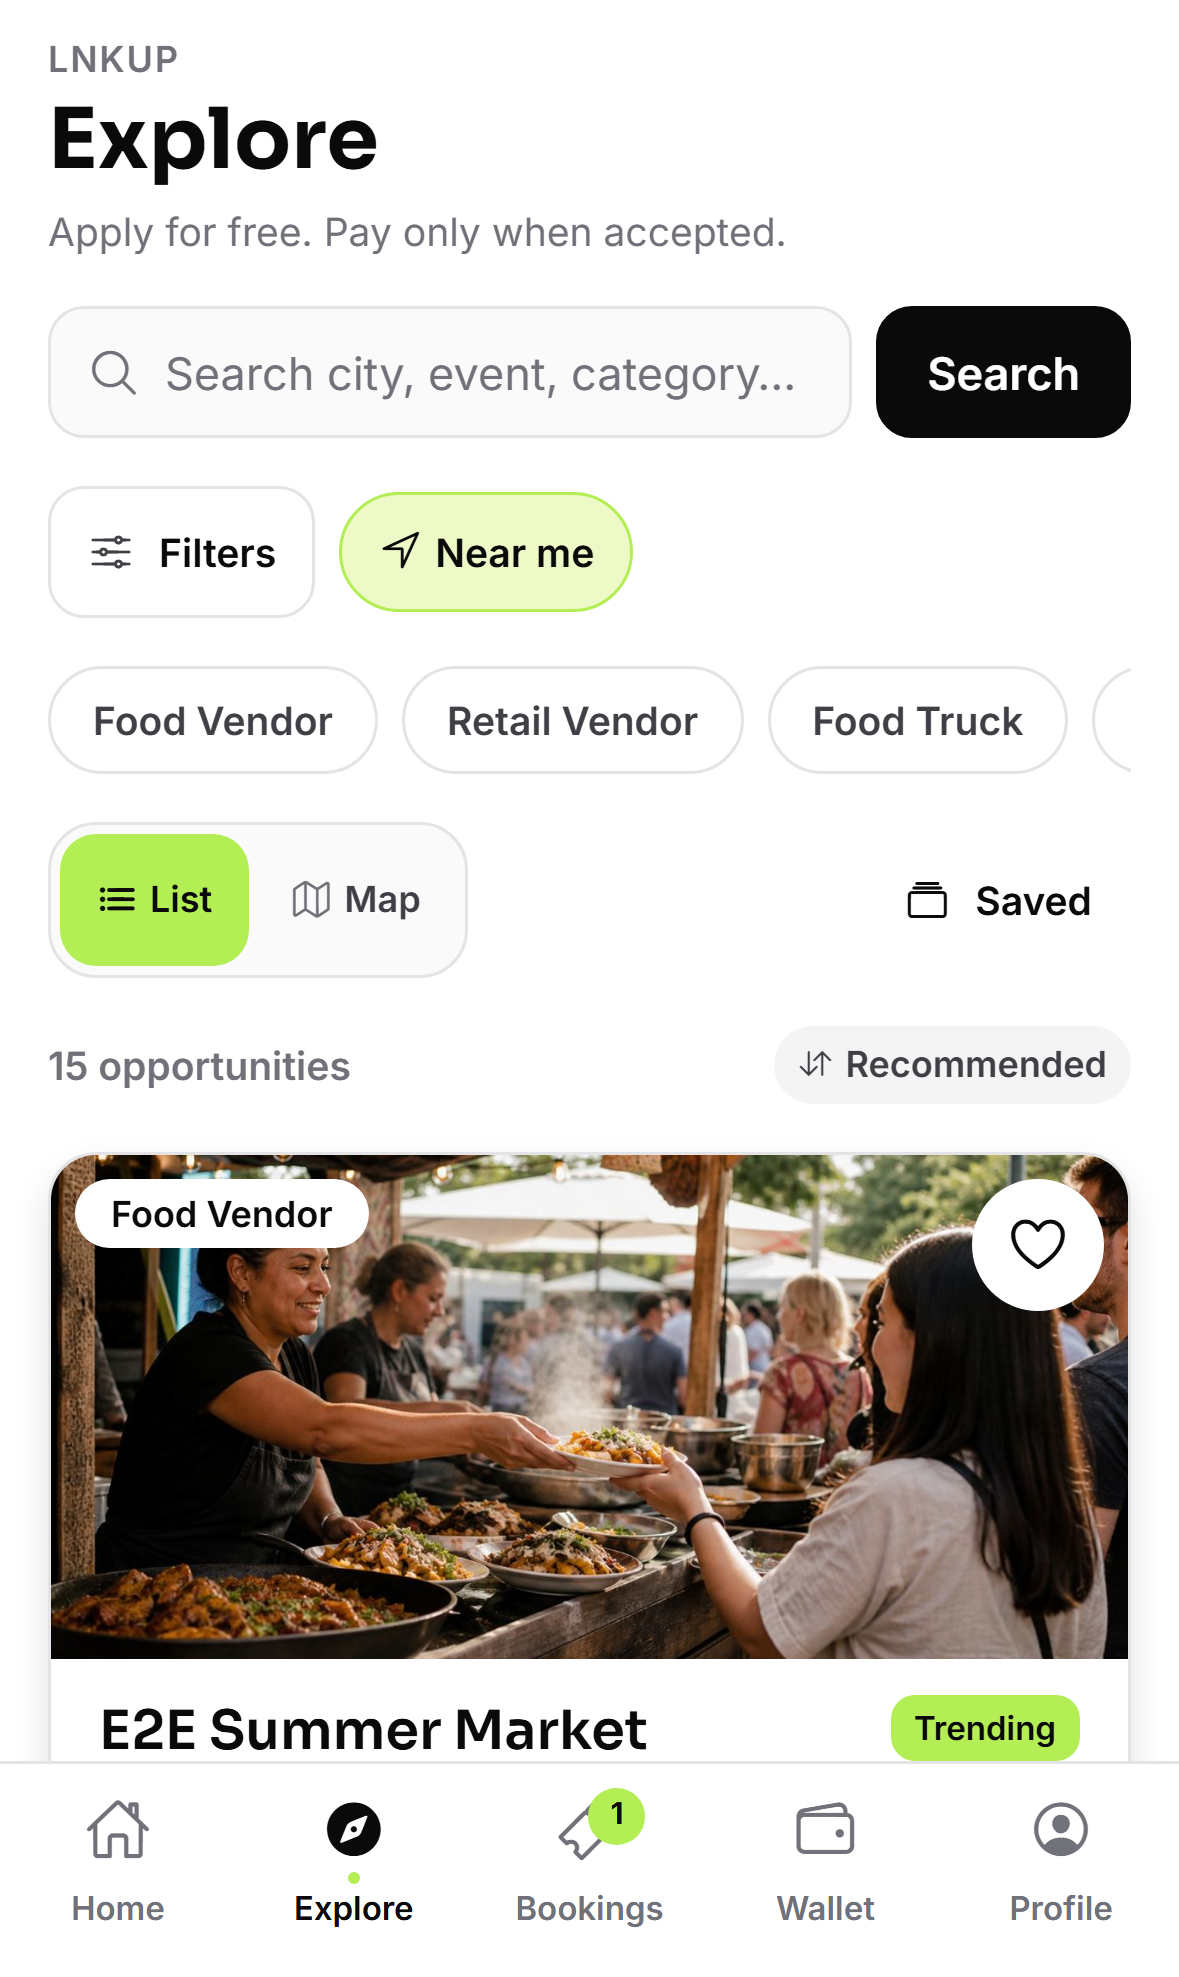 LNKUP
Explore
Apply for free. Pay only when accepted.
Search city, event, category...
Search
Filters
Near me
Food Vendor
Retail Vendor
Food Truck
List
Map
Saved
15 opportunities
Recommended
Food Vendor
E2E Summer Market
Trending
1
Home
Explore
Bookings
Wallet
Profile